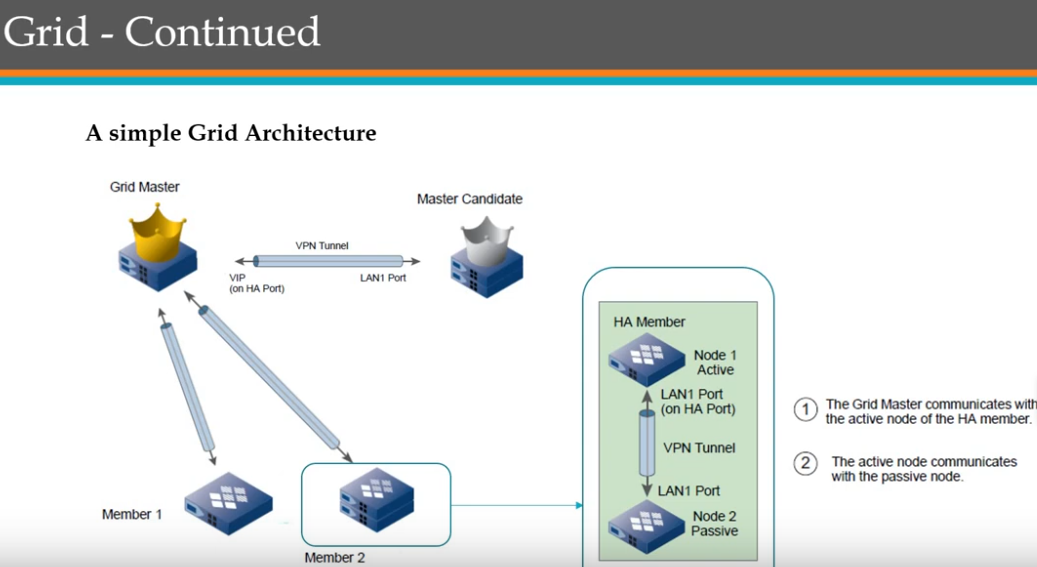 Grid - Continued
A simple Grid Architecture
Grid Master
Master Candidate
VPN Tunnel
VIP
(on HA Port)
LAN1 Port
HA Member
Node 1
Active
LAN1 Port
(on HA Port)
VPN Tunnel
LAN1 Port
Node 2
Passive
1
The Grid Master communicates with
the active node of the HA member.
2
The active node communicates
with the passive node.
Member 1
Member 2